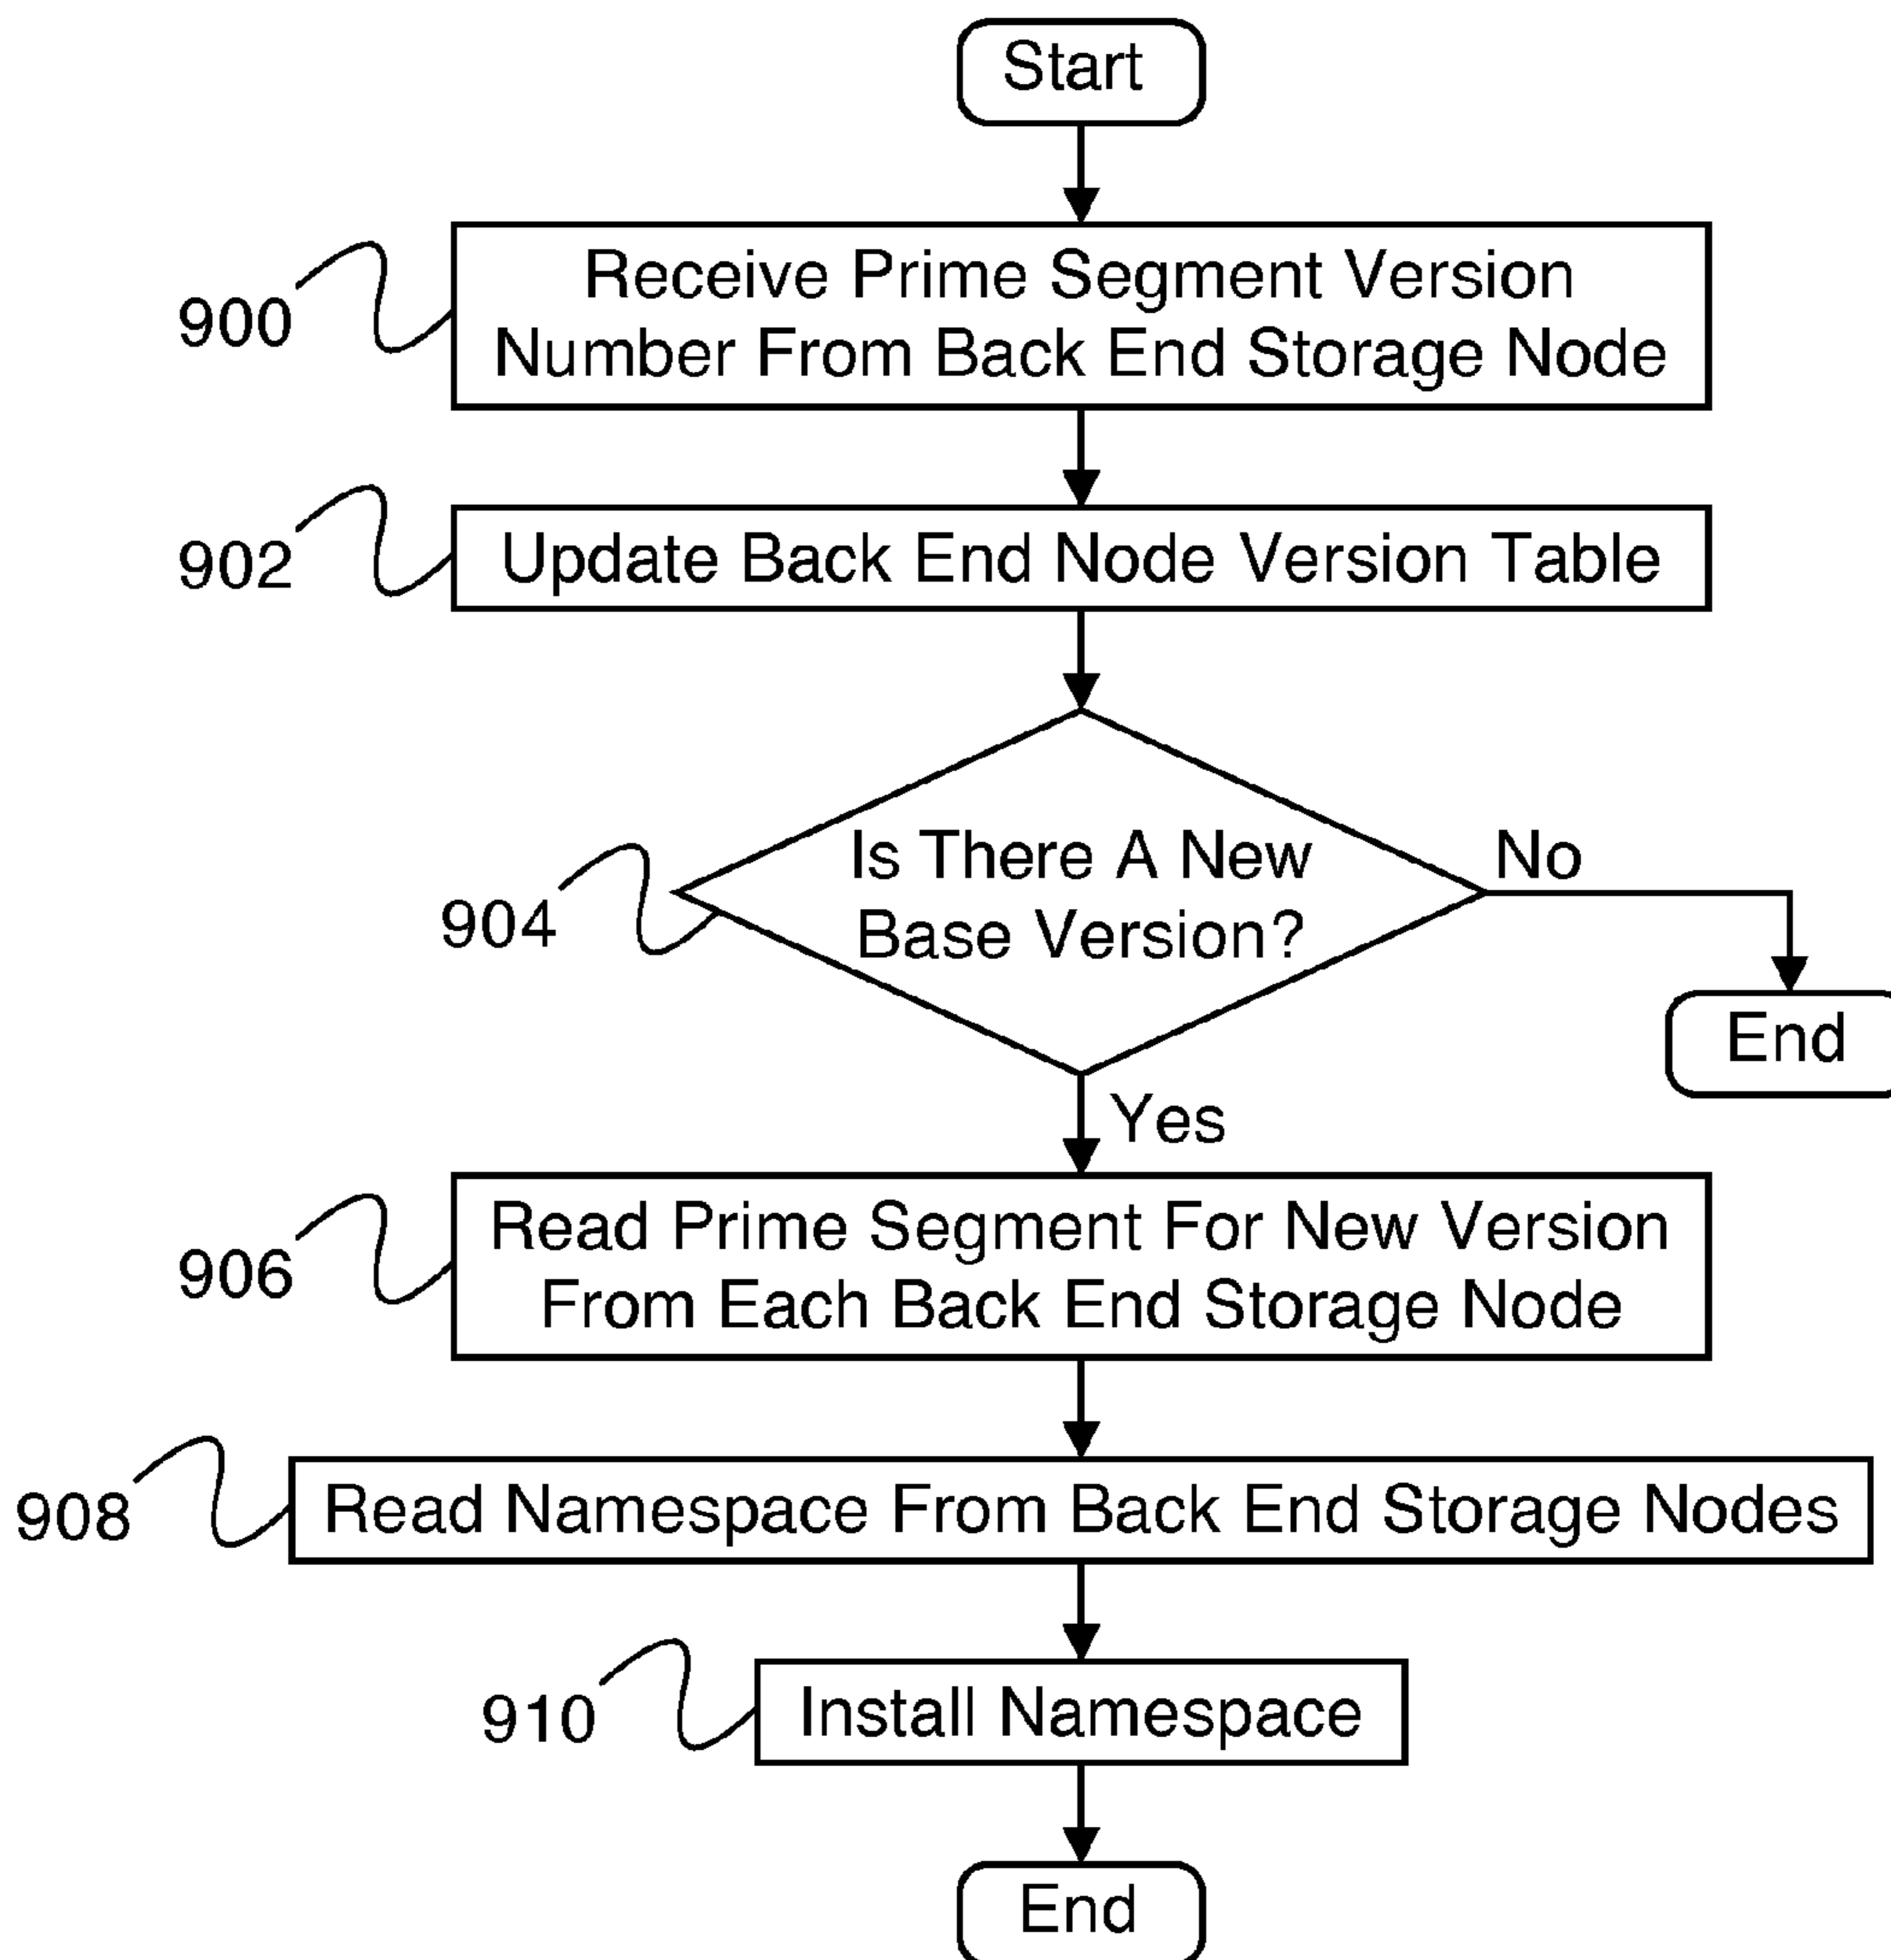 Start
900
Receive Prime Segment Version
Number From Back End Storage Node
902
Update Back End Node Version Table
904
Is There A New
Base Version?
No
End
Yes
906
Read Prime Segment For New Version
From Each Back End Storage Node
908
Read Namespace From Back End Storage Nodes
910
Install Namespace
End